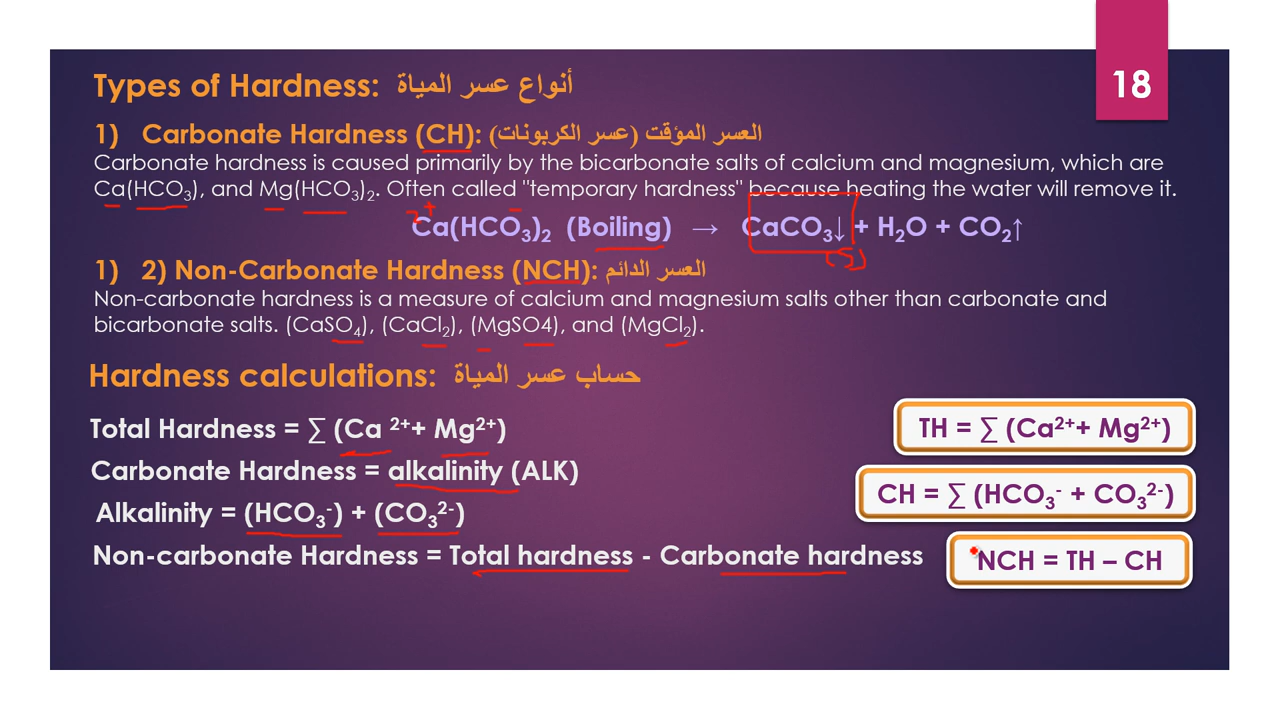 18
Types of Hardness: أنواع عسر المياة
1) Carbonate Hardness (CH): العسر المؤقت (عسر الكربونات)
Carbonate hardness is caused primarily by the bicarbonate salts of calcium and magnesium, which are
Ca(HCO₃), and Mg(HCO₃)₂. Often called "temporary hardness" because heating the water will remove it.
Ca(HCO₃)₂ (Boiling) → CaCO₃↓ + H₂O + CO₂↑
(s)
1) 2) Non-Carbonate Hardness (NCH): العسر الدائم
Non-carbonate hardness is a measure of calcium and magnesium salts other than carbonate and
bicarbonate salts. (CaSO₄), (CaCl₂), (MgSO4), and (MgCl₂).
Hardness calculations: حساب عسر المياة
Total Hardness = ∑ (Ca ²⁺+ Mg²⁺)
TH = ∑ (Ca²⁺+ Mg²⁺)
Carbonate Hardness = alkalinity (ALK)
CH = ∑ (HCO₃⁻ + CO₃²⁻)
Alkalinity = (HCO₃⁻) + (CO₃²⁻)
Non-carbonate Hardness = Total hardness - Carbonate hardness
NCH = TH – CH